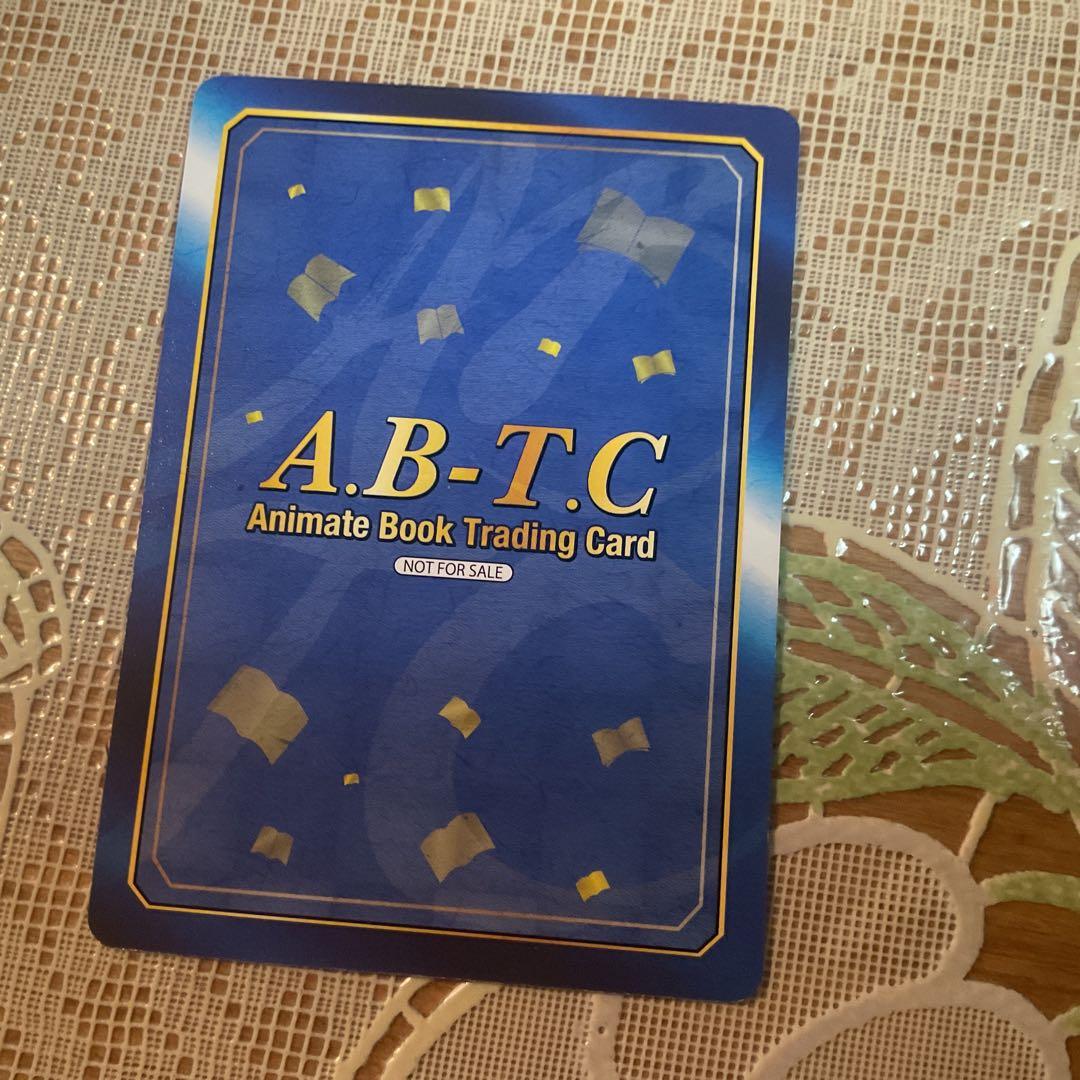 A.B-T.C
Animate Book Trading Card
NOT FOR SALE